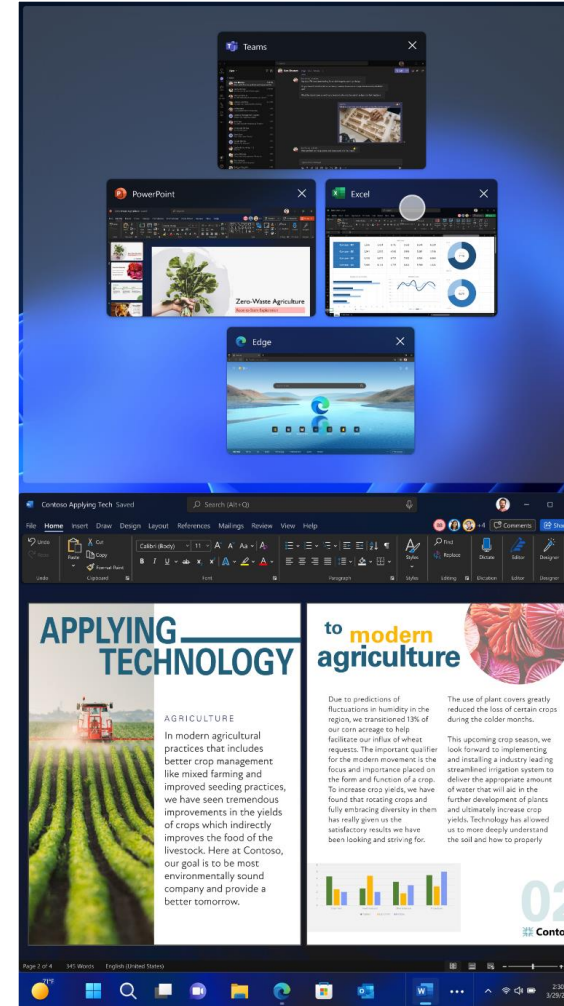 Teams
PowerPoint
Excel
Zero-Waste Agriculture
Edge
Contoso Applying Tech Saved
Search (Alt+Q)
File Home Insert Draw Design Layout References Mailings Review View Help
+4 Comments Sha
Undo Cut Calibri (Body) 11 Find
Paste Copy Styles Replace Dictate Editor Designer
Format Paint
Undo Clipboard Font Paragraph Styles Editing Dictation Editor Designer
APPLYING
TECHNOLOGY
AGRICULTURE
In modern agricultural
practices that includes
better crop management
like mixed farming and
improved seeding practices,
we have seen tremendous
improvements in the yields
of crops which indirectly
improves the food of the
livestock. Here at Contoso,
our goal is to be most
environmentally sound
company and provide a
better tomorrow.
to modern
agriculture
Due to predictions of
fluctuations in humidity in the
region, we transitioned 13% of
our corn acreage to help
facilitate our influx of wheat
requests. The important qualifier
for the modern movement is the
focus and importance placed on
the form and function of a crop.
To increase crop yields, we have
found that rotating crops and
fully embracing diversity in them
has really given us the
satisfactory results we have
been looking and striving for.
The use of plant covers greatly
reduced the loss of certain crops
during the colder months.
This upcoming crop season, we
look forward to implementing
and installing a industry leading
streamlined irrigation system to
deliver the appropriate amount
of water that will aid in the
further development of plants
and ultimately increase crop
yields. Technology has allowed
us to more deeply understand
the soil and how to properly
02
Contos
Page 2 of 4 345 Words English (United States)
71°F
2:30
3/29/2